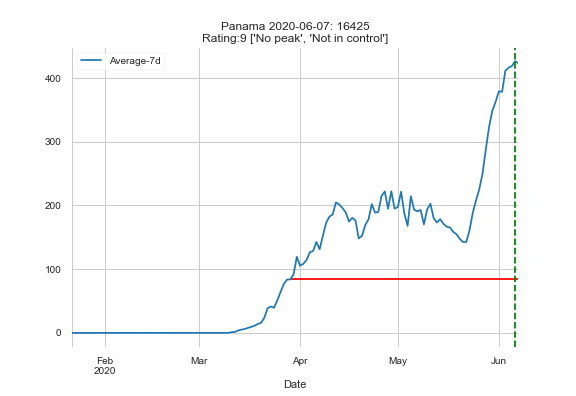 Panama 2020-06-07: 16425
Rating:9 ['No peak', 'Not in control']
Average-7d
400
300
200
100
0
Feb
2020
Mar
Apr
May
Jun
Date